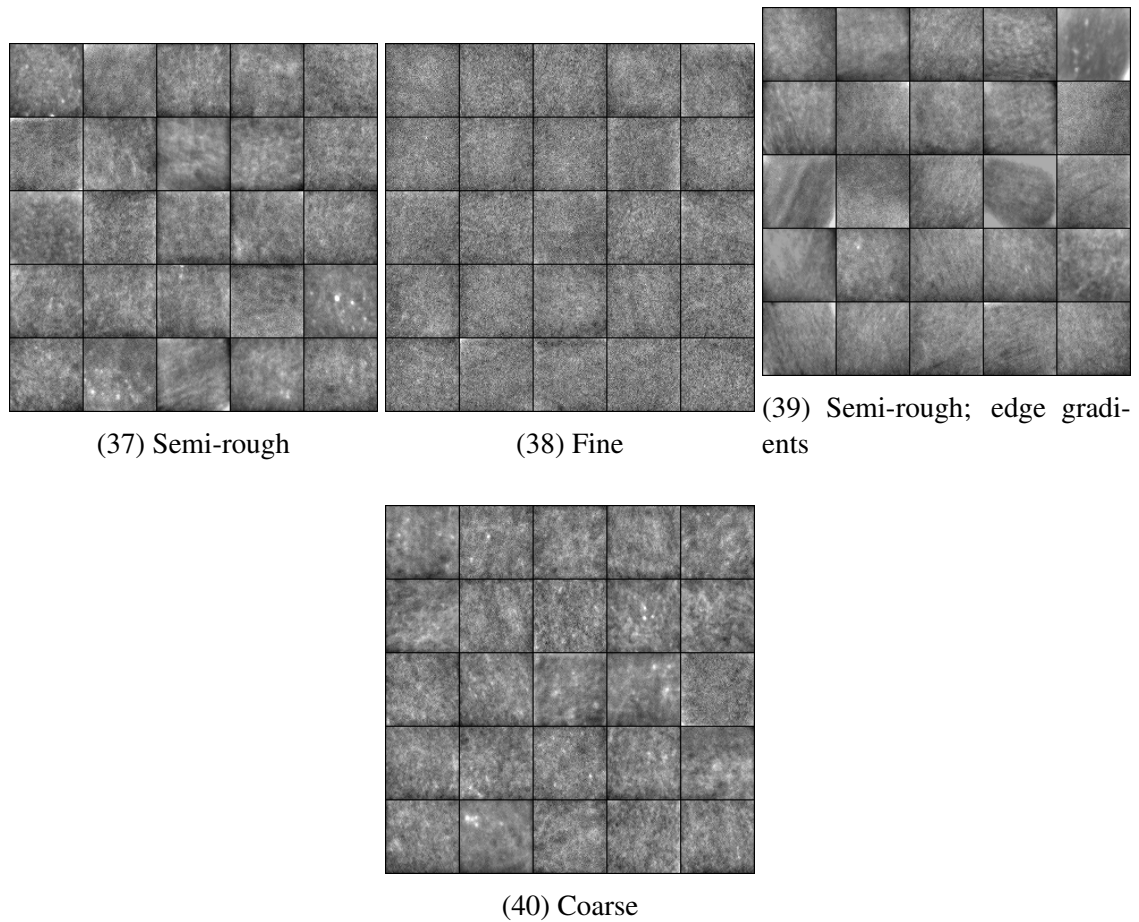 (37) Semi-rough
(38) Fine
(39) Semi-rough; edge gradi-
ents
(40) Coarse